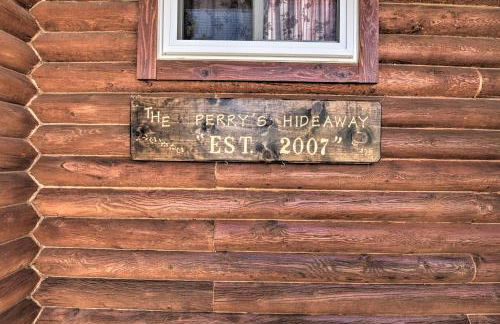 THE PERRY'S HIDEAWAY
"EST. 2007"